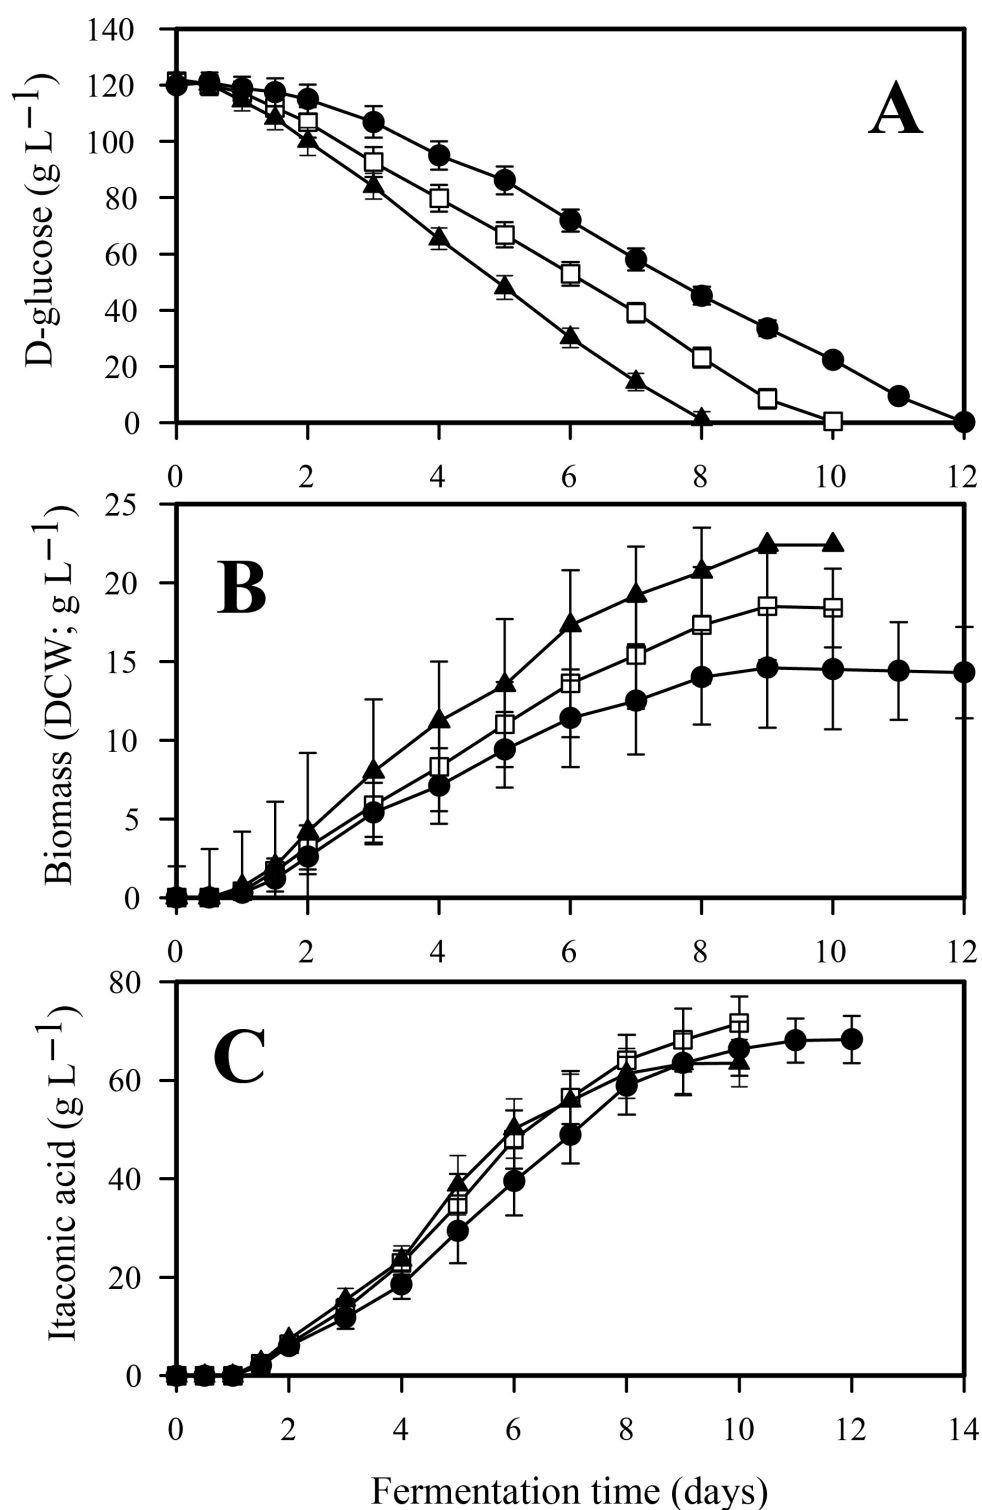 140
120
100
80
60
40
20
0
D-glucose (g L−1)
A
0 2 4 6 8 10 12
25
20
15
10
5
0
Biomass (DCW; g L−1)
B
0 2 4 6 8 10 12
80
60
40
20
0
Itaconic acid (g L−1)
C
0 2 4 6 8 10 12 14
Fermentation time (days)